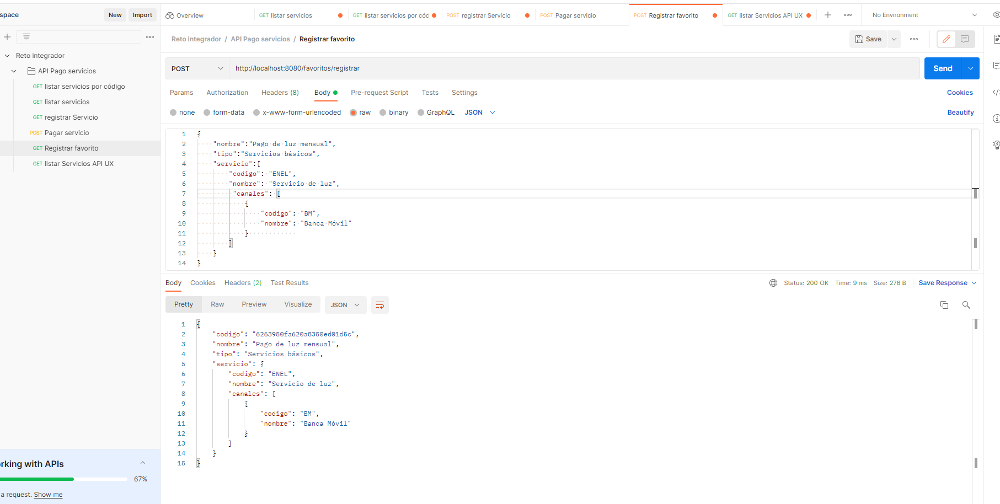 space
New
Import
Overview
GET listar servicios
GET listar servicios por cóc
POST registrar Servicio
POST Pagar servicio
POST Registrar favorito
GET listar Servicios API UX
No Environment
Reto integrador / API Pago servicios / Registrar favorito
Save
Reto integrador
API Pago servicios
GET listar servicios por código
GET listar servicios
GET registrar Servicio
POST Pagar servicio
GET Registrar favorito
GET listar Servicios API UX
POST
http://localhost:8080/favoritos/registrar
Send
Params
Authorization
Headers (8)
Body
Pre-request Script
Tests
Settings
Cookies
none
form-data
x-www-form-urlencoded
raw
binary
GraphQL
JSON
Beautify
1 {
2 "nombre":"Pago de luz mensual",
3 "tipo":"Servicios básicos",
4 "servicio":{
5 "codigo": "ENEL",
6 "nombre": "Servicio de luz",
7 "canales": [
8 {
9 "codigo": "BM",
10 "nombre": "Banca Móvil"
11 }
12 ]
13 }
14 }
Body
Cookies
Headers (2)
Test Results
Status: 200 OK
Time: 9 ms
Size: 276 B
Save Response
Pretty
Raw
Preview
Visualize
JSON
1 {
2 "codigo": "6263950fa620a8350ed01d5c",
3 "nombre": "Pago de luz mensual",
4 "tipo": "Servicios básicos",
5 "servicio": {
6 "codigo": "ENEL",
7 "nombre": "Servicio de luz",
8 "canales": [
9 {
10 "codigo": "BM",
11 "nombre": "Banca Móvil"
12 }
13 ]
14 }
15 }
rking with APIs
67%
a request. Show me